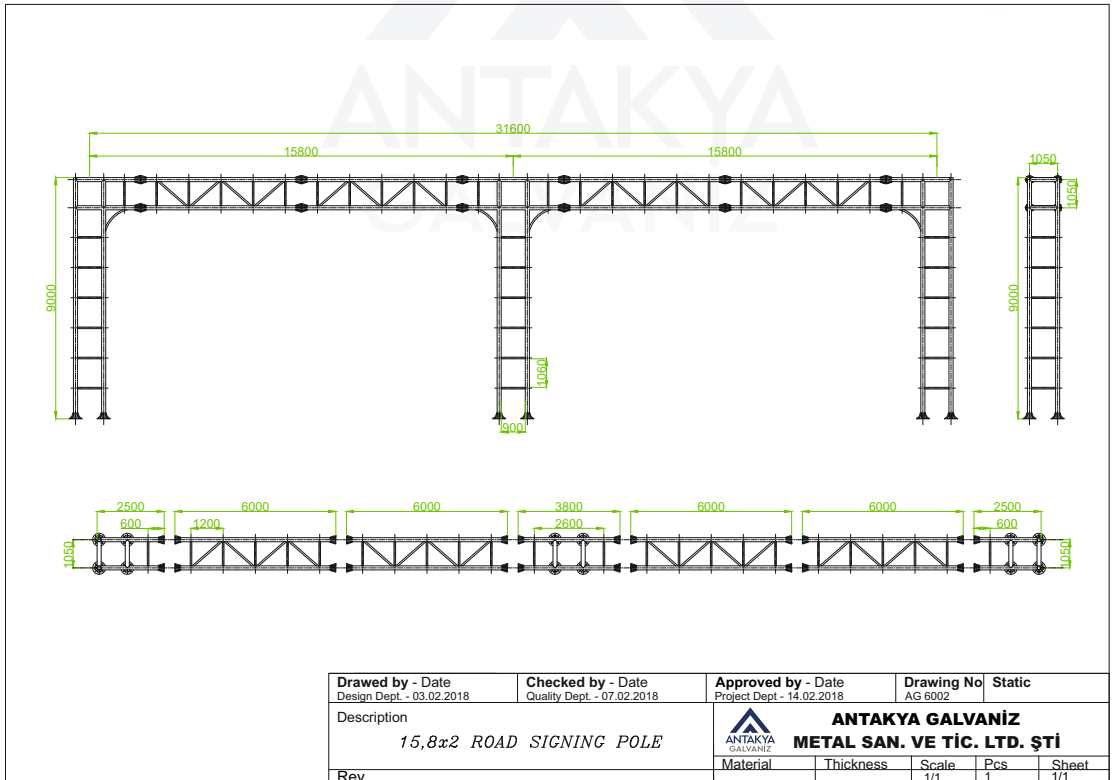 ANTAKYA
GALVANİZ
31600
15800
15800
1050
1050
9000
9000
1060
900
2500
6000
6000
3800
6000
6000
2500
600
1200
2600
600
1050
1050
Drawed by - Date
Design Dept. - 03.02.2018
Checked by - Date
Quality Dept. - 07.02.2018
Approved by - Date
Project Dept - 14.02.2018
Drawing No
AG 6002
Static
Description
15,8x2 ROAD SIGNING POLE
ANTAKYA
GALVANİZ
ANTAKYA GALVANİZ
METAL SAN. VE TİC. LTD. ŞTİ
Material
Thickness
Scale
1/1
Pcs
1
Sheet
1/1
Rev